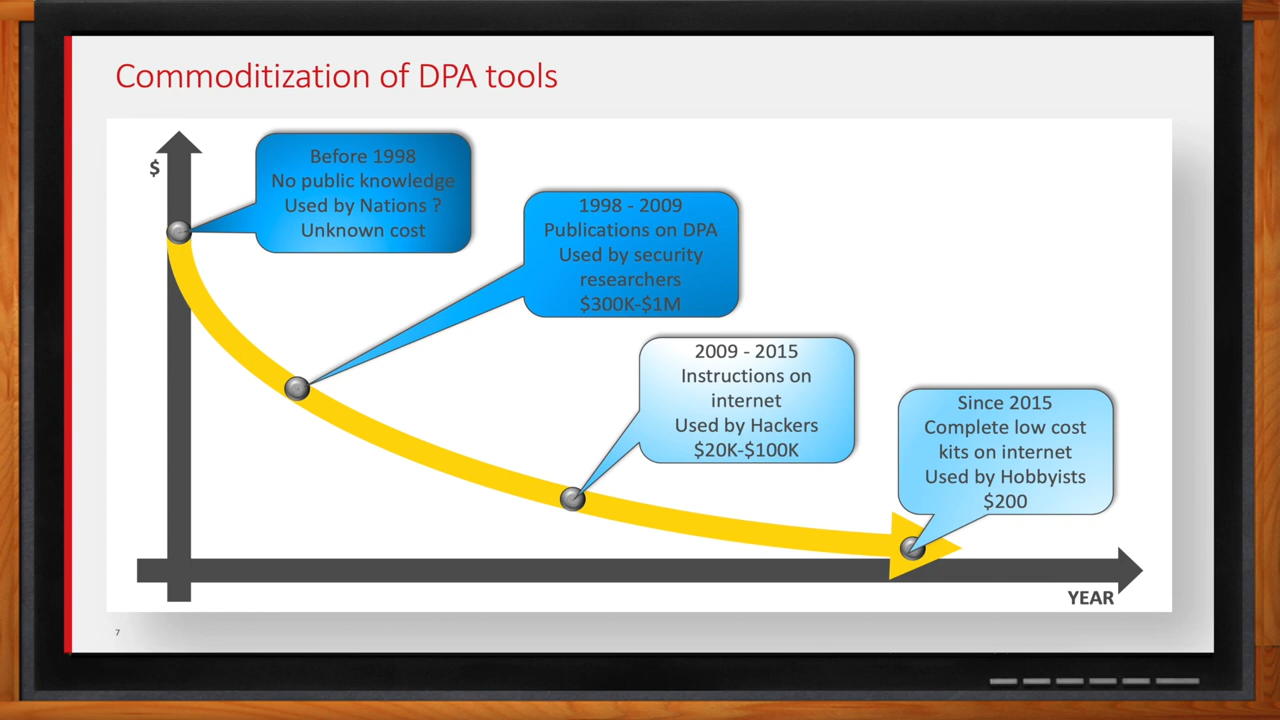 Commoditization of DPA tools
$
Before 1998
No public knowledge
Used by Nations ?
Unknown cost
1998 - 2009
Publications on DPA
Used by security
researchers
$300K-$1M
2009 - 2015
Instructions on
internet
Used by Hackers
$20K-$100K
Since 2015
Complete low cost
kits on internet
Used by Hobbyists
$200
YEAR
7